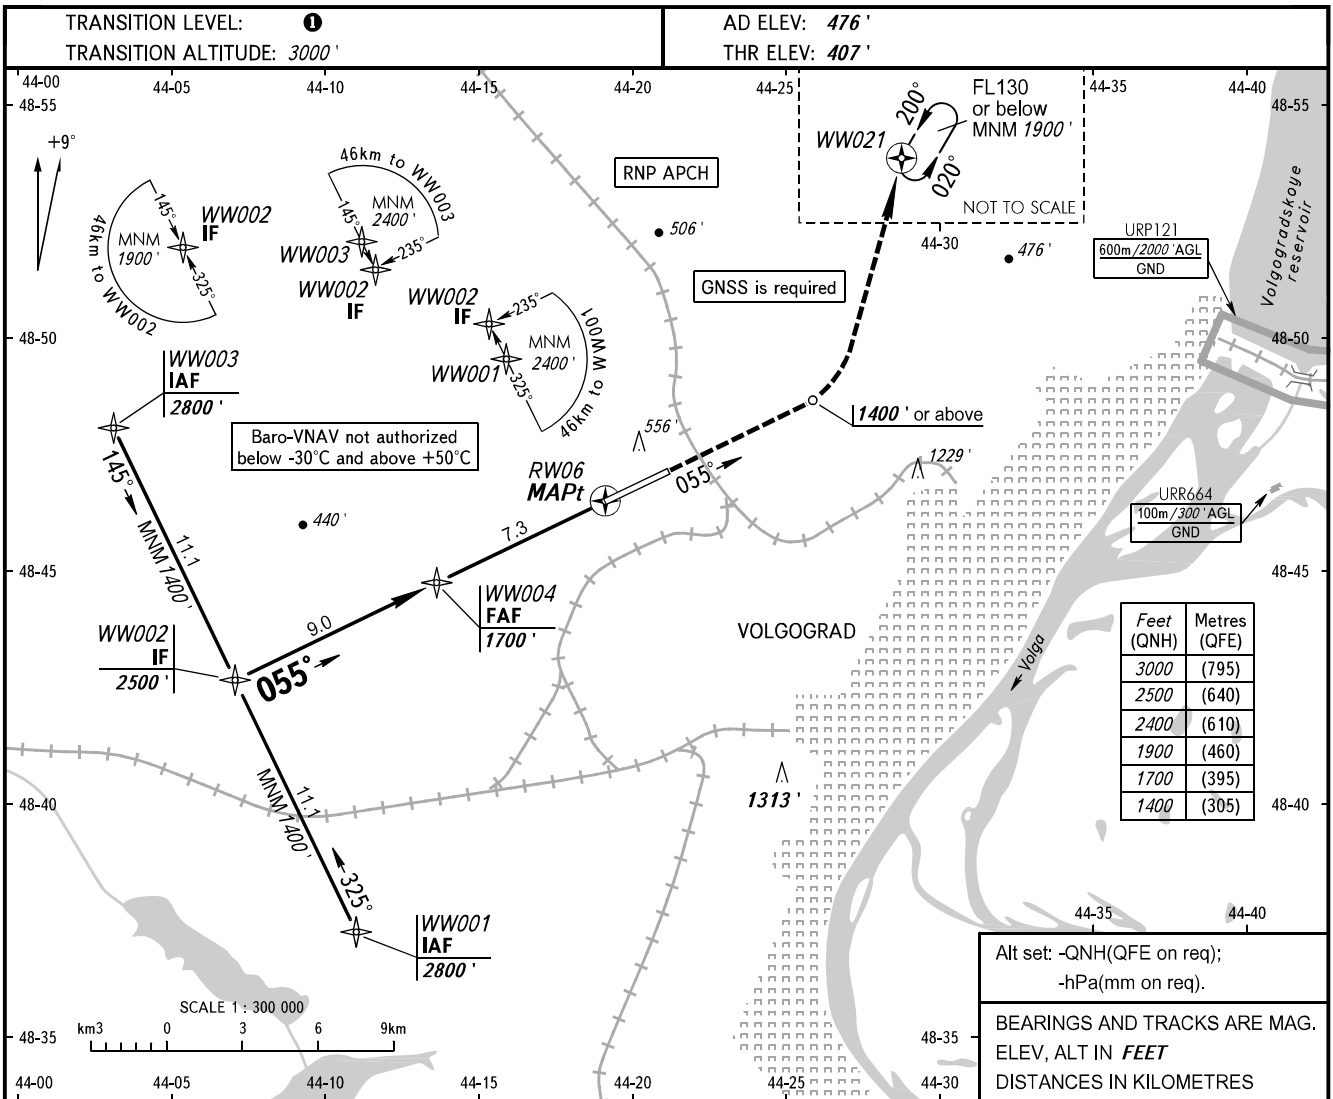 TRANSITION LEVEL: 1
TRANSITION ALTITUDE: 3000 '
AD ELEV: 476 '
THR ELEV: 407 '
44-00
44-05
44-10
44-15
44-20
44-25
44-35
44-40
48-55
48-55
+9°
46km to WW002
145°
MNM
1900 '
325°
WW002
IF
46km to WW003
145°
MNM
2400 '
235°
WW003
WW002
IF
WW002
IF
235°
MNM
2400 '
WW001
325°
46km to WW001
RNP APCH
506 '
GNSS is required
200°
020°
WW021
FL130
or below
MNM 1900 '
NOT TO SCALE
44-30
476 '
URP121
600m/2000 'AGL
GND
Volgogradskoye
reservoir
48-50
48-50
WW003
IAF
2800 '
Baro-VNAV not authorized
below -30°C and above +50°C
556 '
1400 ' or above
1229 '
RW06
MAPt
055°
URR664
100m/300 'AGL
GND
145°
11.1
MNM 1400 '
440 '
7.3
48-45
48-45
WW004
FAF
1700 '
9.0
WW002
IF
2500 '
055°
VOLGOGRAD
Volga
Feet Metres
(QNH) (QFE)
3000 (795)
2500 (640)
2400 (610)
1900 (460)
1700 (395)
1400 (305)
11.1
MNM 1400 '
1313 '
48-40
48-40
325°
WW001
IAF
2800 '
44-35
44-40
Alt set: -QNH(QFE on req);
-hPa(mm on req).
SCALE 1 : 300 000
km3 0 3 6 9km
48-35
48-35
BEARINGS AND TRACKS ARE MAG.
ELEV, ALT IN FEET
DISTANCES IN KILOMETRES
44-00
44-05
44-10
44-15
44-20
44-25
44-30